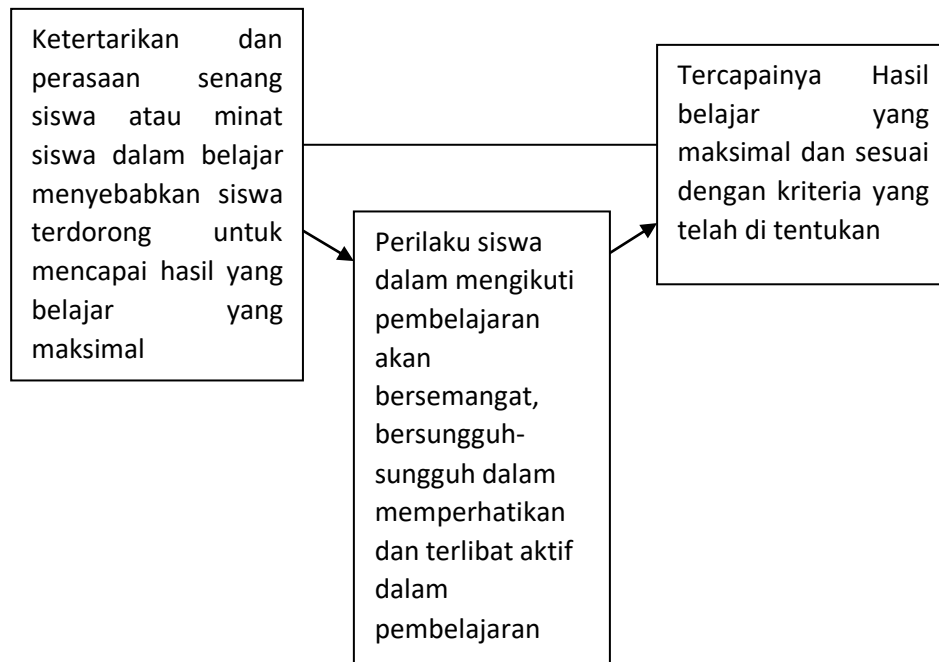 Ketertarikan dan
perasaan senang
siswa atau minat
siswa dalam belajar
menyebabkan siswa
terdorong untuk
mencapai hasil yang
belajar yang
maksimal
Perilaku siswa
dalam mengikuti
pembelajaran
akan
bersemangat,
bersungguh-
sungguh dalam
memperhatikan
dan terlibat aktif
dalam
pembelajaran
Tercapainya Hasil
belajar yang
maksimal dan sesuai
dengan kriteria yang
telah di tentukan